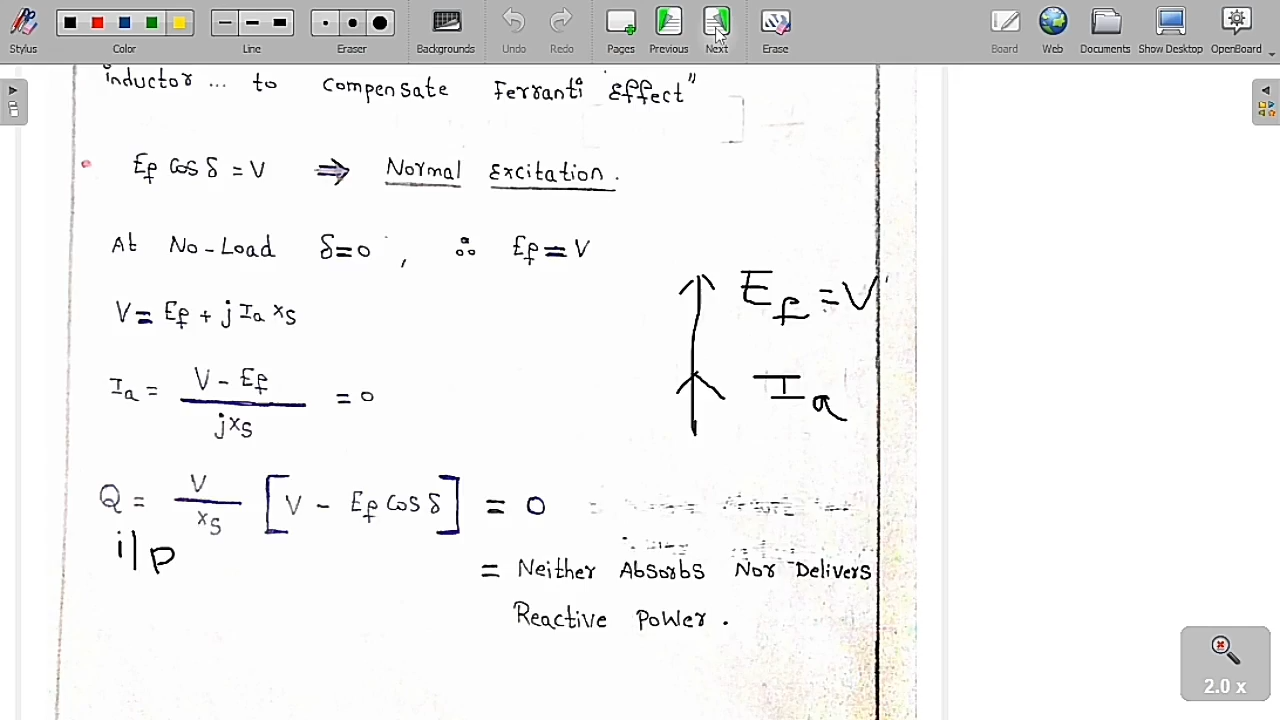 Stylus Color Line Eraser Backgrounds Undo Redo Pages Previous Next Erase Board Web Documents Show Desktop OpenBoard
inductor ... to compensate Ferranti Effect"
Ef cos δ = V ⇒ Normal Excitation.
At No-Load δ=0 , ∴ Ef = V
Ef = V
V = Ef + j Ia xs
Ia = V - Ef / jxs = 0
Ia
Q i/p = V / xs [V - Ef cos δ] = 0
= Neither Absorbs Nor Delivers
Reactive Power.
2.0 x